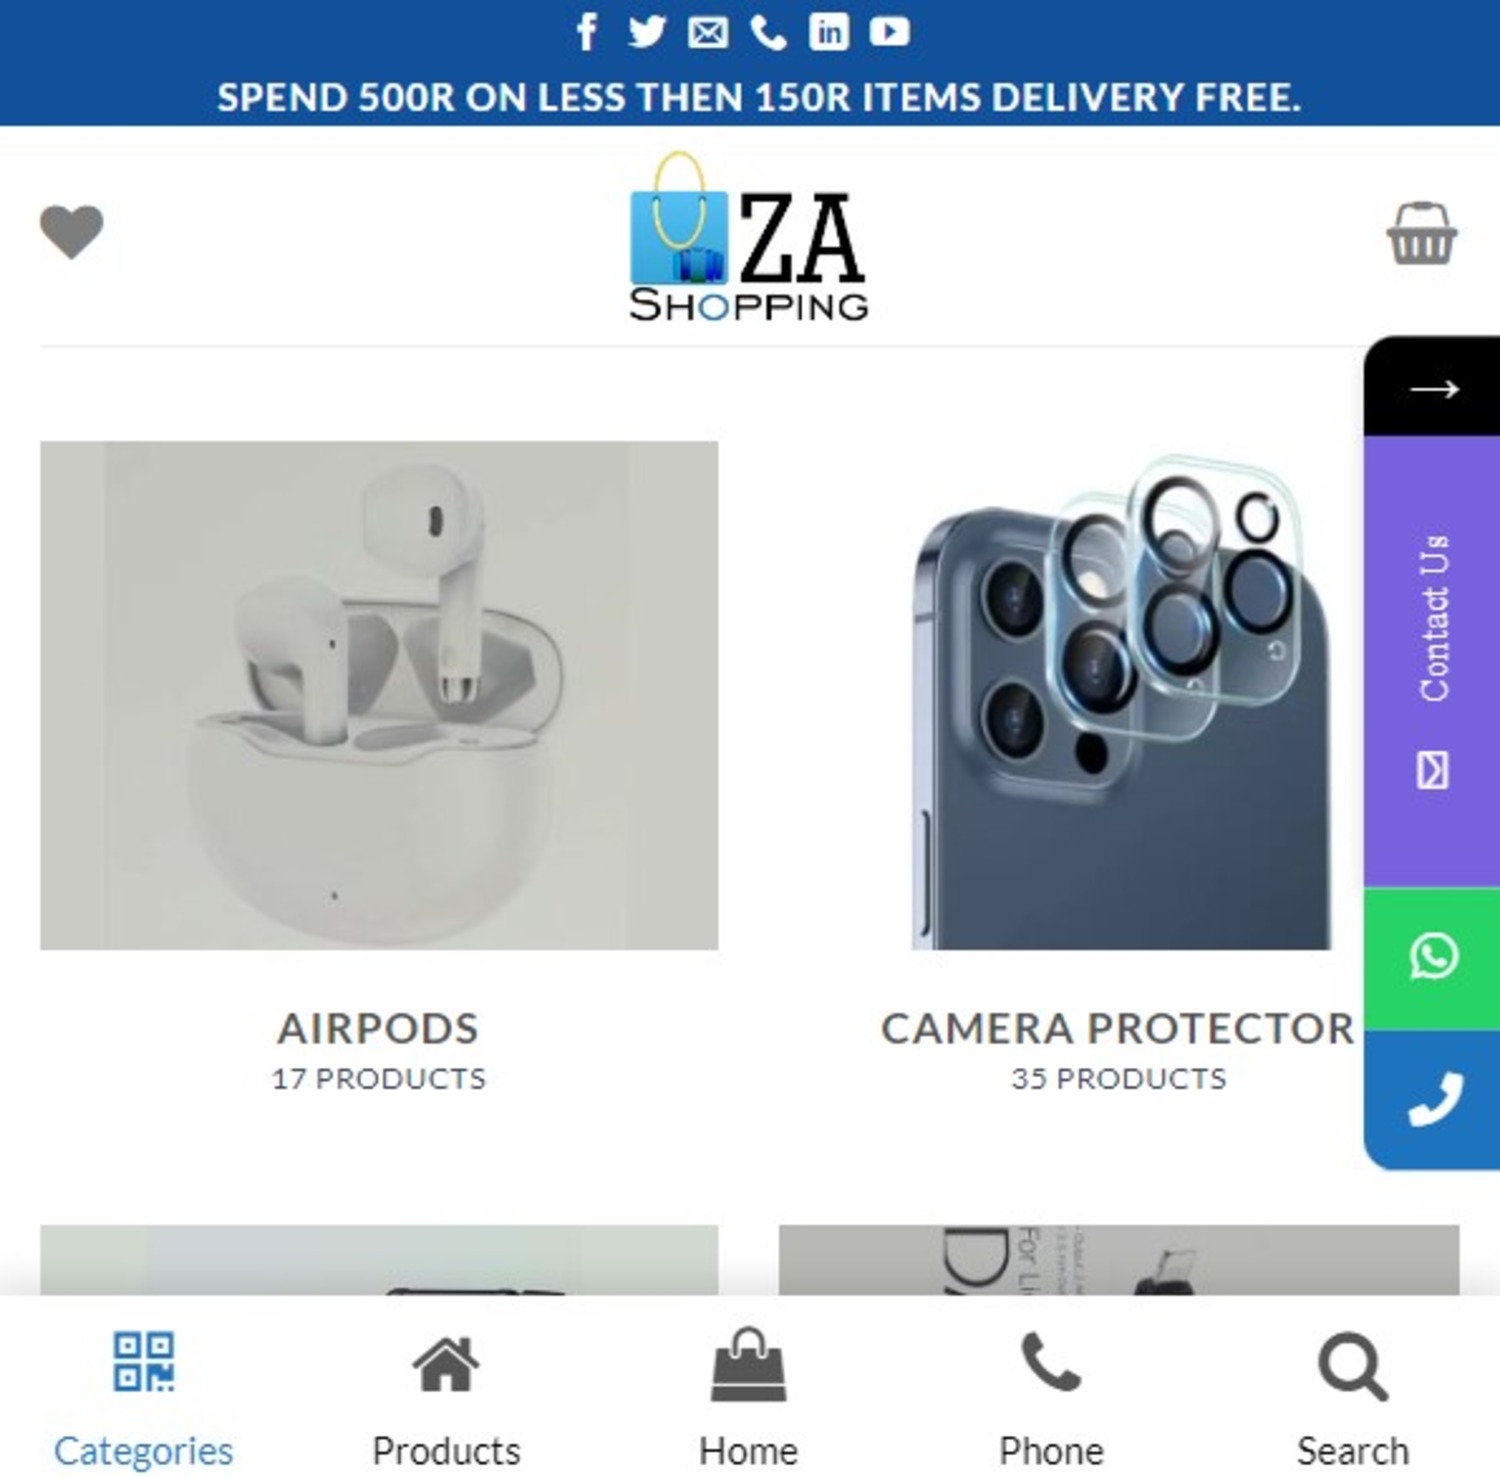 SPEND 500R ON LESS THEN 150R ITEMS DELIVERY FREE.
ZA
SHOPPING
Contact Us
AIRPODS
17 PRODUCTS
CAMERA PROTECTOR
35 PRODUCTS
Categories
Products
Home
Phone
Search